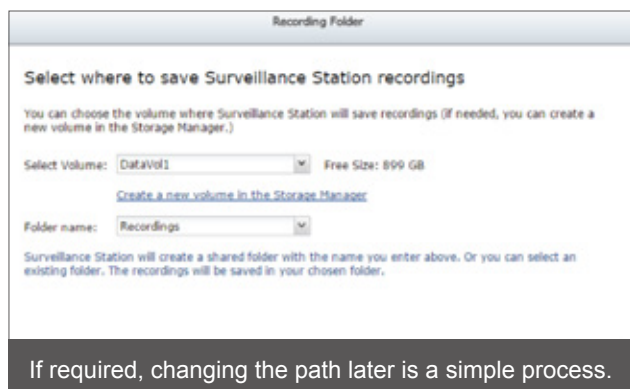 Recording Folder
Select where to save Surveillance Station recordings
You can choose the volume where Surveillance Station will save recordings (if needed, you can create a
new volume in the Storage Manager.)
Select Volume: DataVol1 Free Size: 899 GB
Create a new volume in the Storage Manager
Folder name: Recordings
Surveillance Station will create a shared folder with the name you enter above. Or you can select an
existing folder. The recordings will be saved in your chosen folder.
If required, changing the path later is a simple process.